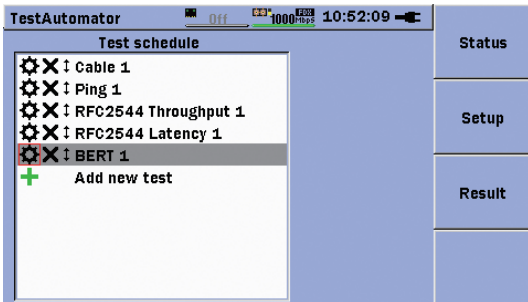 TestAutomator Off 1000 Mbps FDX 10:52:09
Test schedule
Cable 1
Ping 1
RFC2544 Throughput 1
RFC2544 Latency 1
BERT 1
Add new test
Status
Setup
Result